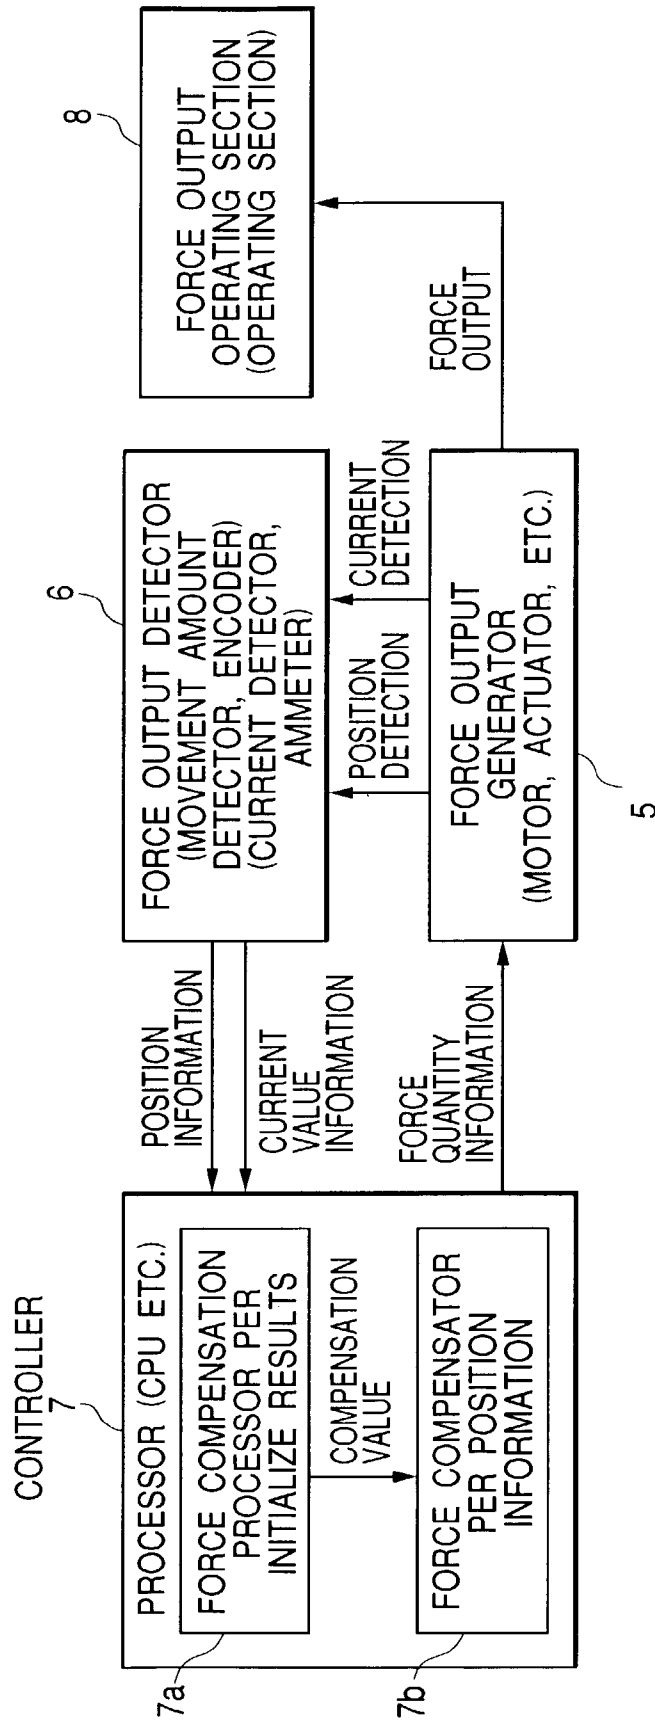 CONTROLLER
7
PROCESSOR (CPU ETC.)
7a
FORCE COMPENSATION
PROCESSOR PER
INITIALIZE RESULTS
COMPENSATION
VALUE
7b
FORCE COMPENSATOR
PER POSITION
INFORMATION
POSITION
INFORMATION
CURRENT
VALUE
INFORMATION
FORCE
QUANTITY
INFORMATION
6
FORCE OUTPUT DETECTOR
(MOVEMENT AMOUNT
DETECTOR, ENCODER)
(CURRENT DETECTOR,
AMMETER)
POSITION
DETECTION
CURRENT
DETECTION
FORCE OUTPUT
GENERATOR
(MOTOR, ACTUATOR, ETC.)
5
FORCE
OUTPUT
8
FORCE OUTPUT
OPERATING SECTION
(OPERATING SECTION)